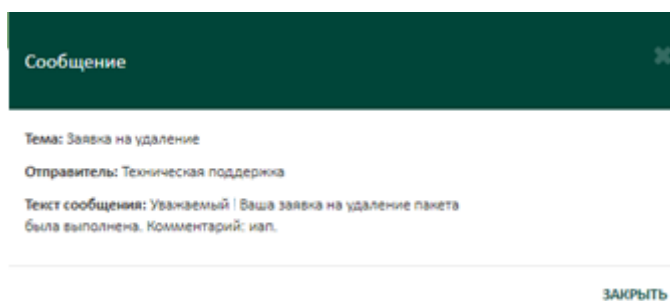 Сообщение
Тема: Заявка на удаление
Отправитель: Техническая поддержка
Текст сообщения: Уважаемый ! Ваша заявка на удаление пакета
была выполнена. Комментарий: иап.
ЗАКРЫТЬ